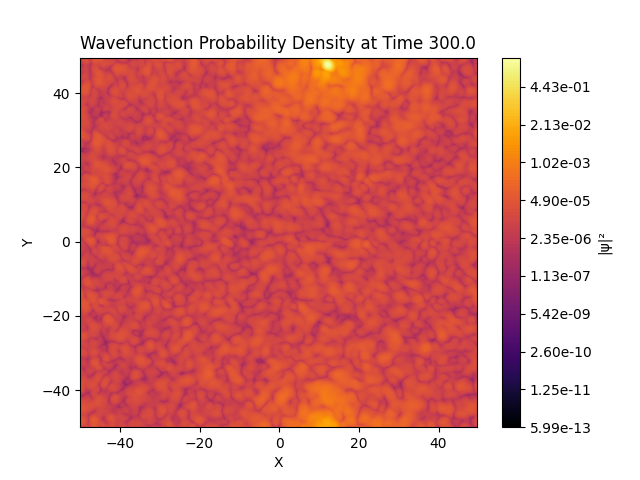 Wavefunction Probability Density at Time 300.0
40
20
0
−20
−40
Y
−40
−20
0
20
40
X
4.43e-01
2.13e-02
1.02e-03
4.90e-05
2.35e-06
1.13e-07
5.42e-09
2.60e-10
1.25e-11
5.99e-13
|ψ|²